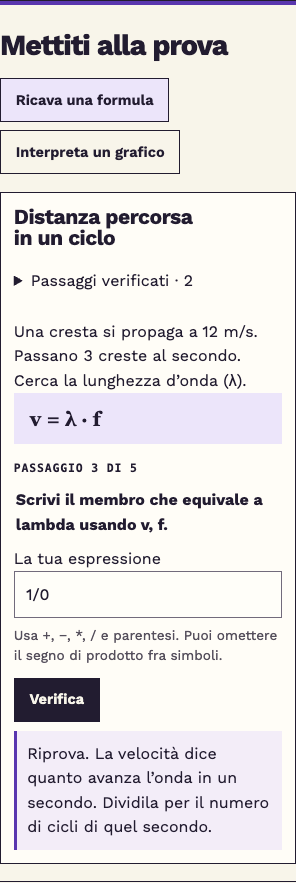 Mettiti alla prova
Ricava una formula
Interpreta un grafico
Distanza percorsa
in un ciclo
▶ Passaggi verificati · 2
Una cresta si propaga a 12 m/s.
Passano 3 creste al secondo.
Cerca la lunghezza d’onda (λ).
v = λ · f
PASSAGGIO 3 DI 5
Scrivi il membro che equivale a
lambda usando v, f.
La tua espressione
1/0
Usa +, −, *, / e parentesi. Puoi omettere
il segno di prodotto fra simboli.
Verifica
Riprova. La velocità dice
quanto avanza l’onda in un
secondo. Dividila per il numero
di cicli di quel secondo.